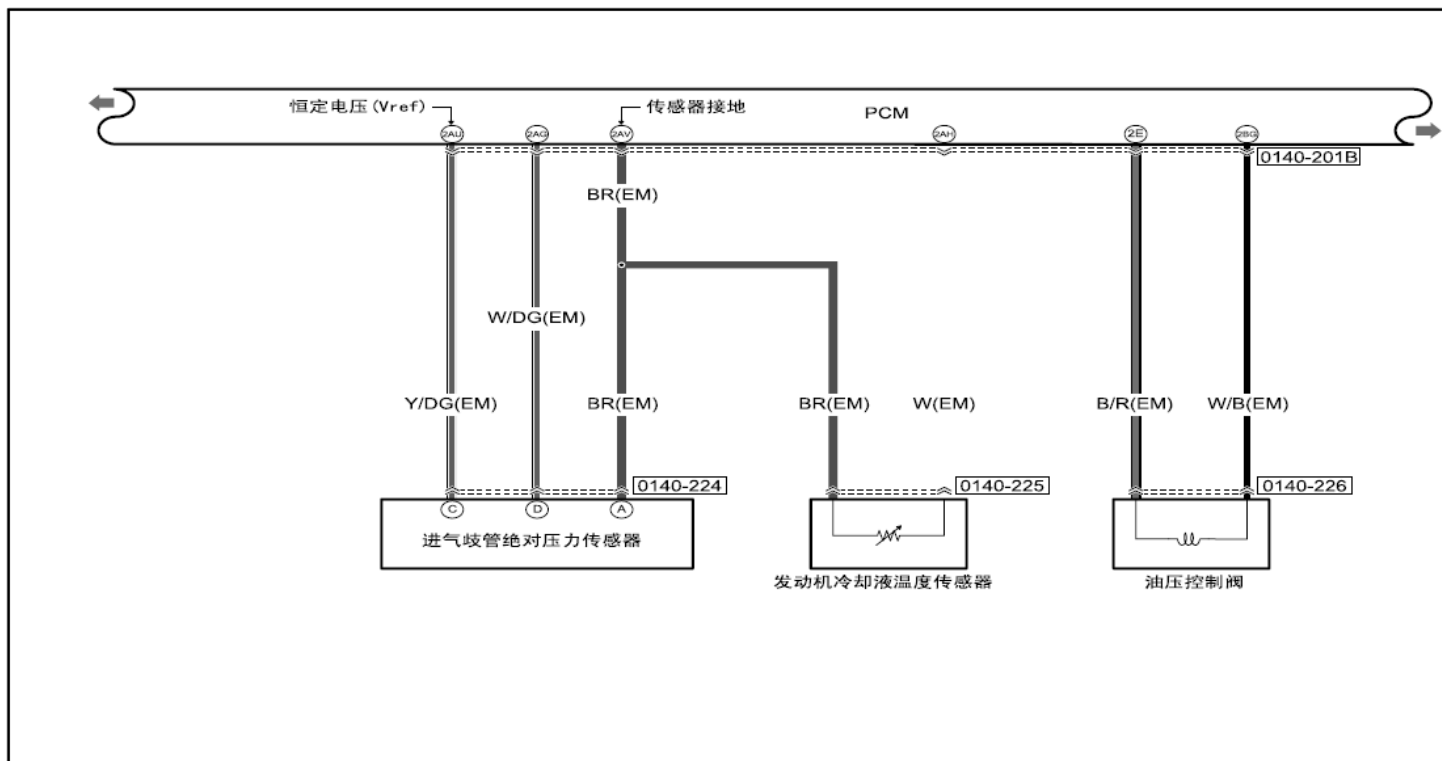 恒定电压(Vref)
传感器接地
PCM
2AU
2AG
2AV
2AH
2E
2BG
0140-201B
BR(EM)
W/DG(EM)
Y/DG(EM)
BR(EM)
BR(EM)
W(EM)
B/R(EM)
W/B(EM)
0140-224
0140-225
0140-226
C
D
A
进气歧管绝对压力传感器
发动机冷却液温度传感器
油压控制阀